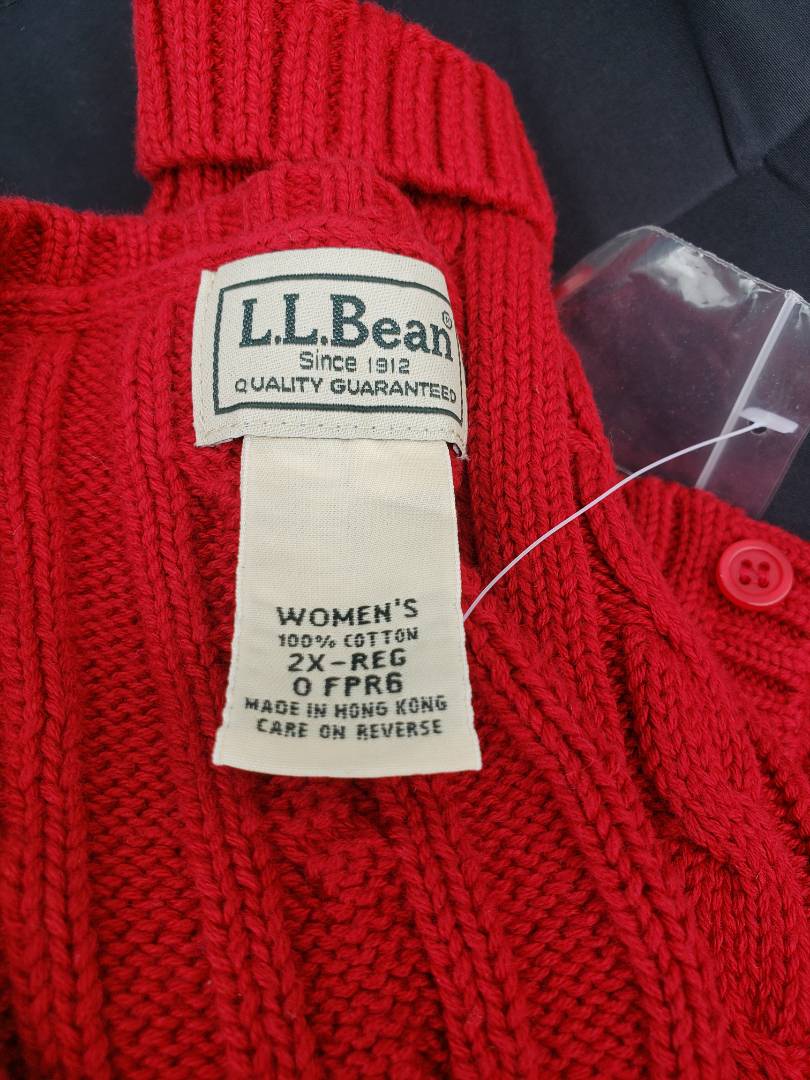 L.L.Bean®
Since 1912
QUALITY GUARANTEED
WOMEN'S
100% COTTON
2X-REG
0 FPR6
MADE IN HONG KONG
CARE ON REVERSE